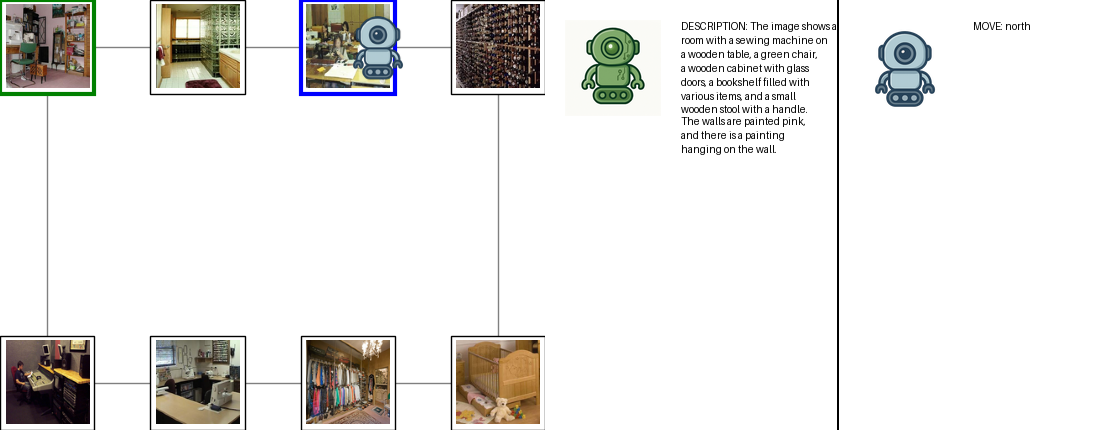 DESCRIPTION: The image shows a
room with a sewing machine on
a wooden table, a green chair,
a wooden cabinet with glass
doors, a bookshelf filled with
various items, and a small
wooden stool with a handle.
The walls are painted pink,
and there is a painting
hanging on the wall.
MOVE: north